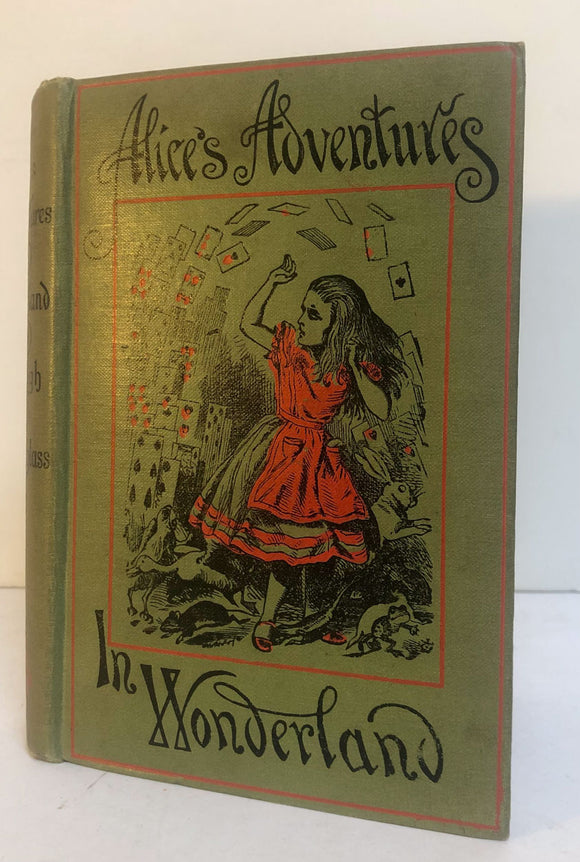 Alice's Adventures
In
Wonderland